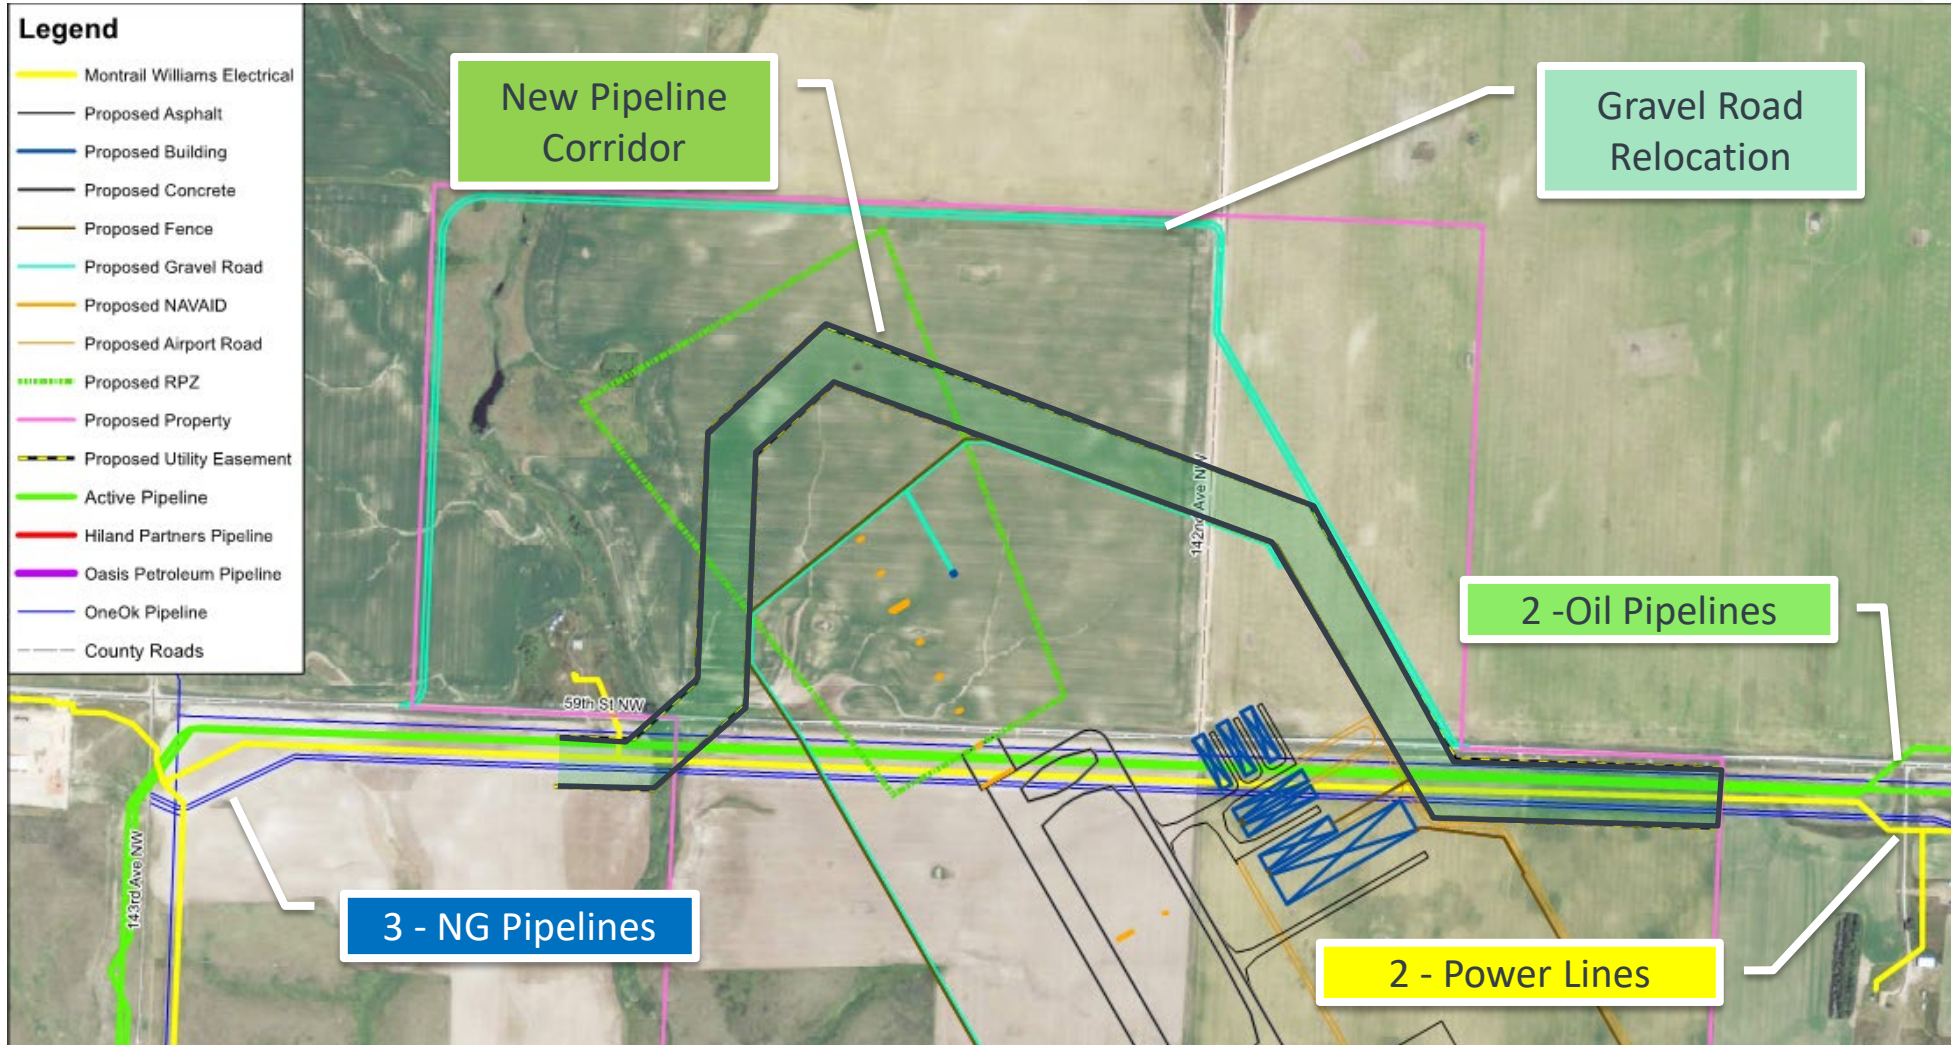 Legend
Montrail Williams Electrical
Proposed Asphalt
Proposed Building
Proposed Concrete
Proposed Fence
Proposed Gravel Road
Proposed NAVAID
Proposed Airport Road
Proposed RPZ
Proposed Property
Proposed Utility Easement
Active Pipeline
Hiland Partners Pipeline
Oasis Petroleum Pipeline
OneOk Pipeline
County Roads
New Pipeline
Corridor
Gravel Road
Relocation
142nd Ave NW
2 -Oil Pipelines
59th St NW
143rd Ave NW
3 - NG Pipelines
2 - Power Lines